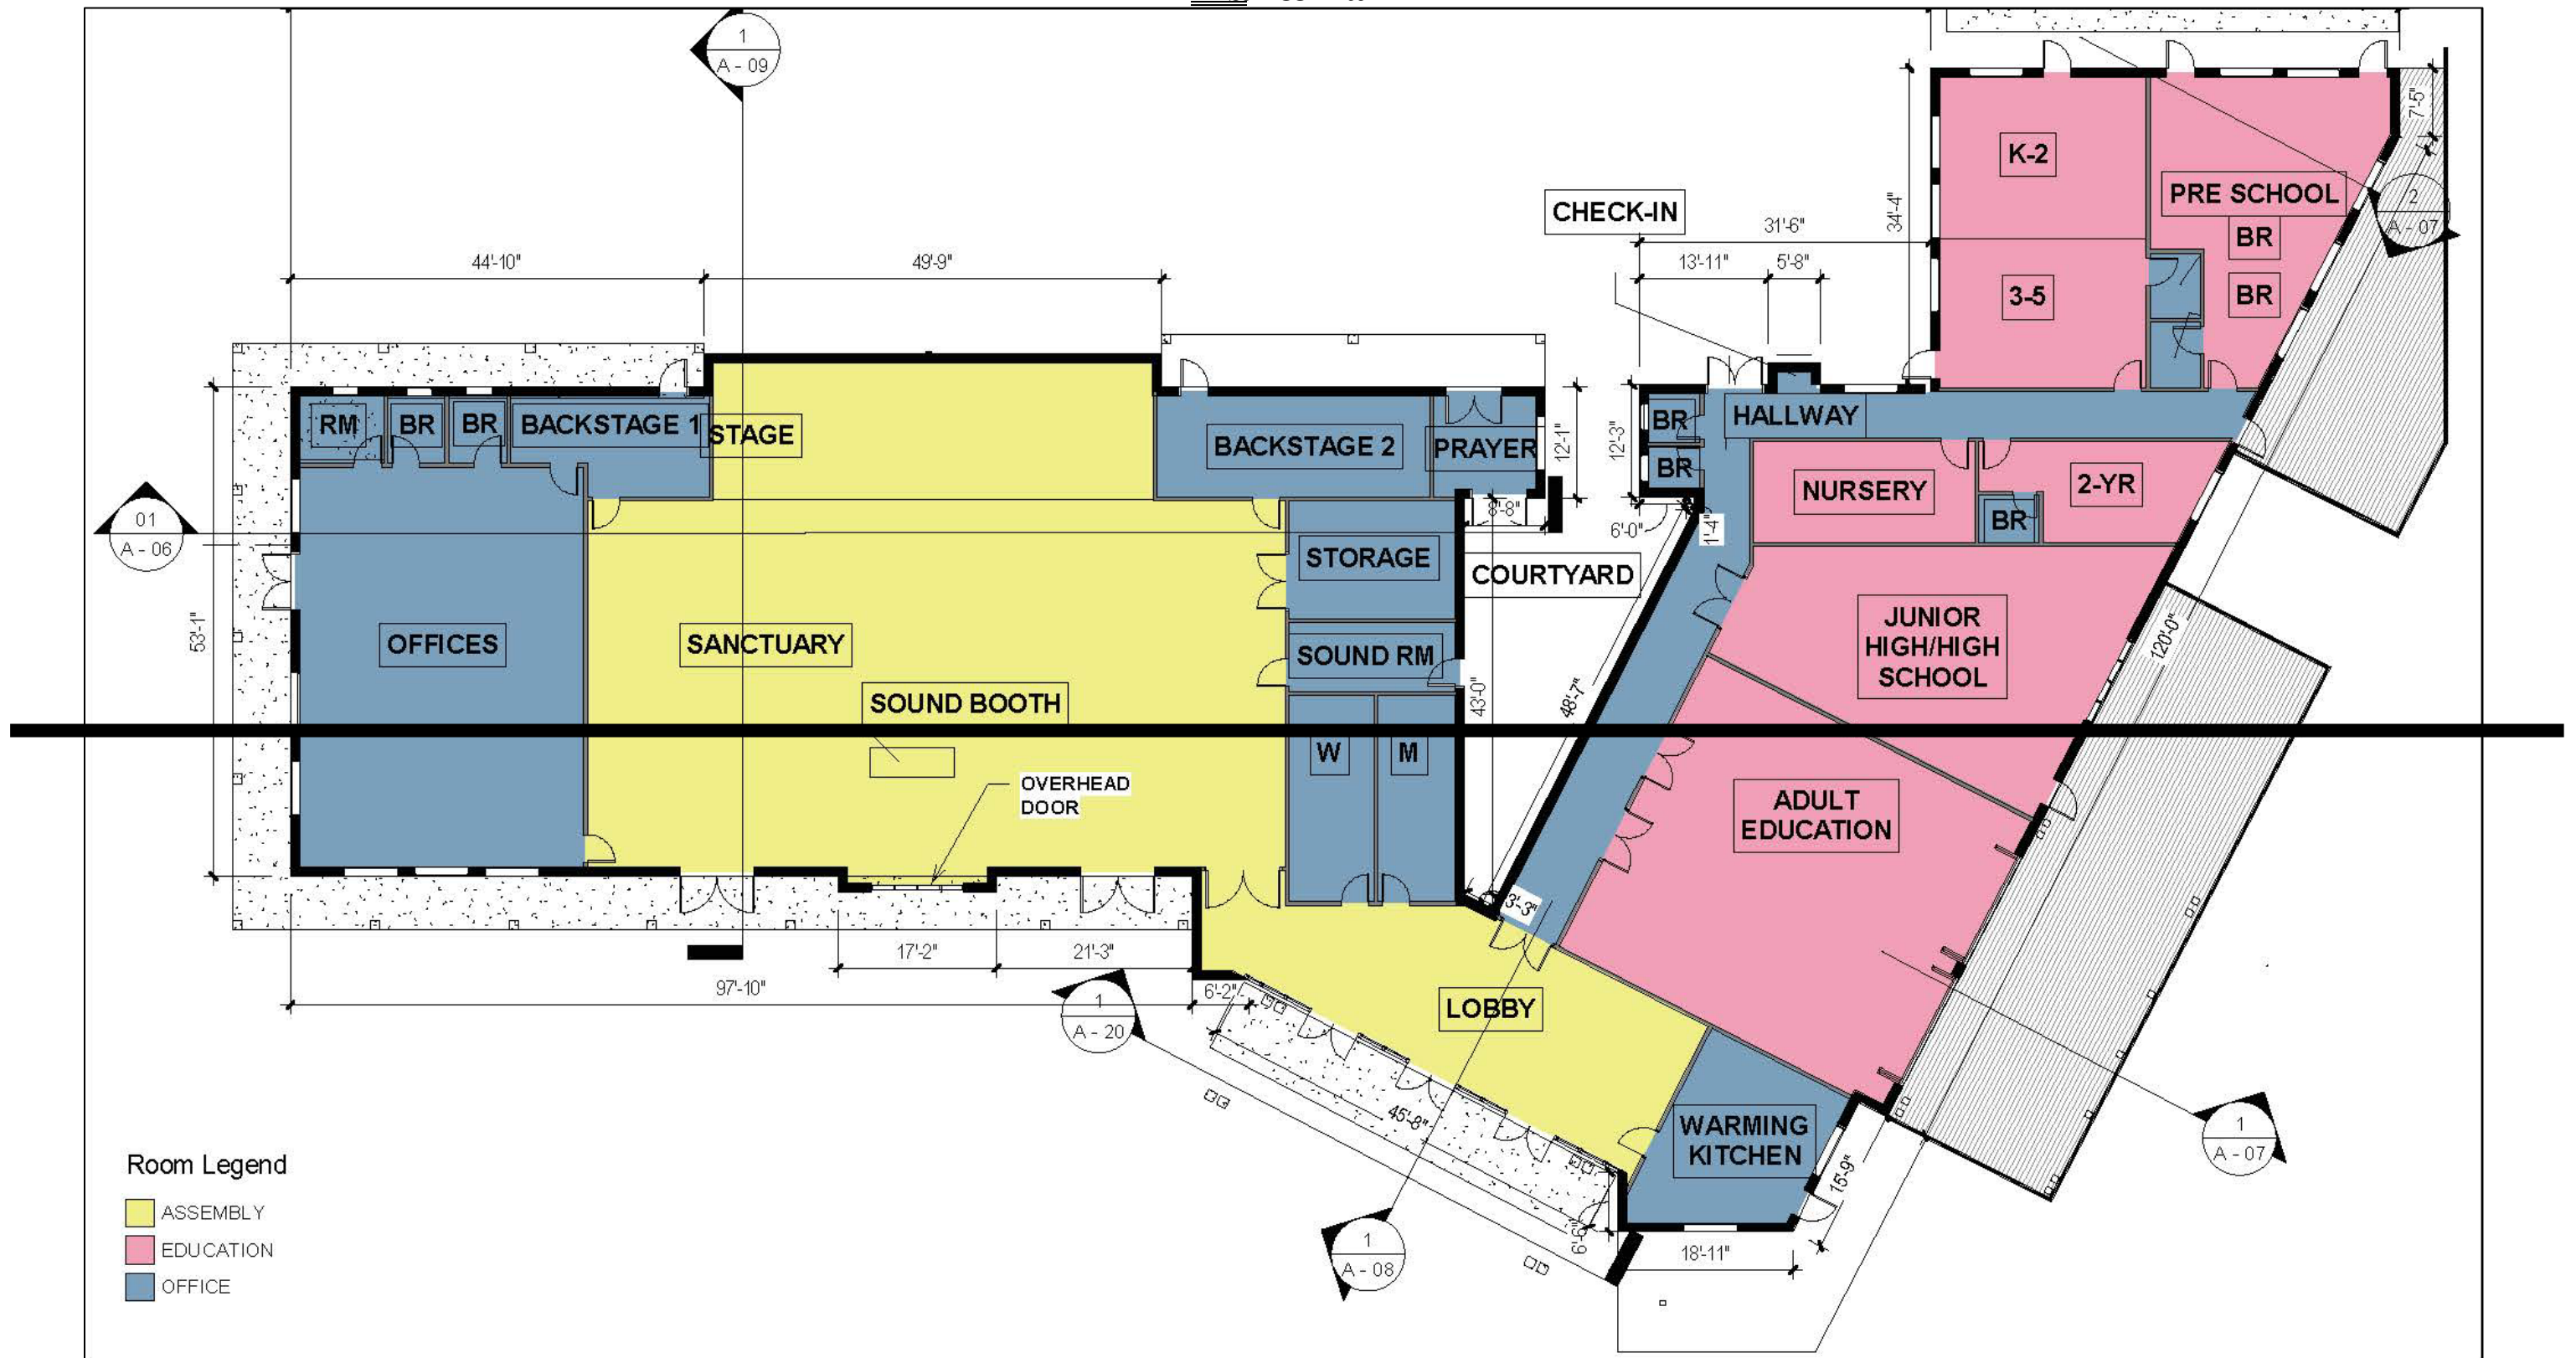 1
A - 09
K-2
7'-5"
34'-4"
PRE SCHOOL
2
A - 07
CHECK-IN
31'-6"
BR
44'-10"
49'-9"
13'-11"
5'-8"
3-5
BR
RM
BR
BR
BACKSTAGE 1
STAGE
BACKSTAGE 2
PRAYER
12'-1"
12'-3"
BR
HALLWAY
BR
NURSERY
2-YR
8'-8"
6'-0"
1'-4"
BR
01
A - 06
STORAGE
COURTYARD
53'-1"
OFFICES
SANCTUARY
SOUND RM
JUNIOR
HIGH/HIGH
SCHOOL
120'-0"
SOUND BOOTH
43'-0"
48'-7"
W
M
OVERHEAD
DOOR
ADULT
EDUCATION
3'-3"
17'-2"
21'-3"
97'-10"
6'-2"
1
A - 20
LOBBY
45'-8"
WARMING
KITCHEN
1
A - 07
15'-9"
6'-6"
18'-11"
1
A - 08
Room Legend
ASSEMBLY
EDUCATION
OFFICE